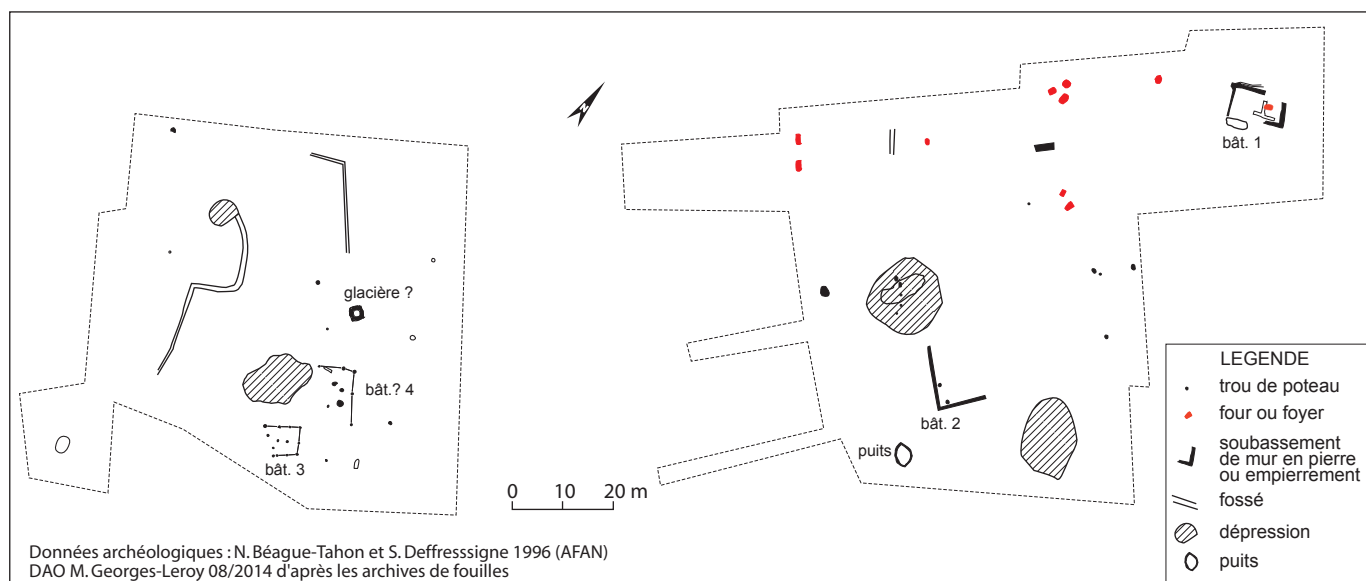 N
bât. 1
glacière ?
bât.? 4
bât. 3
bât. 2
puits
0 10 20 m
LEGENDE
trou de poteau
four ou foyer
soubassement
de mur en pierre
ou empierrement
fossé
dépression
puits
Données archéologiques : N. Béague-Tahon et S. Deffresssigne 1996 (AFAN)
DAO M. Georges-Leroy 08/2014 d'après les archives de fouilles